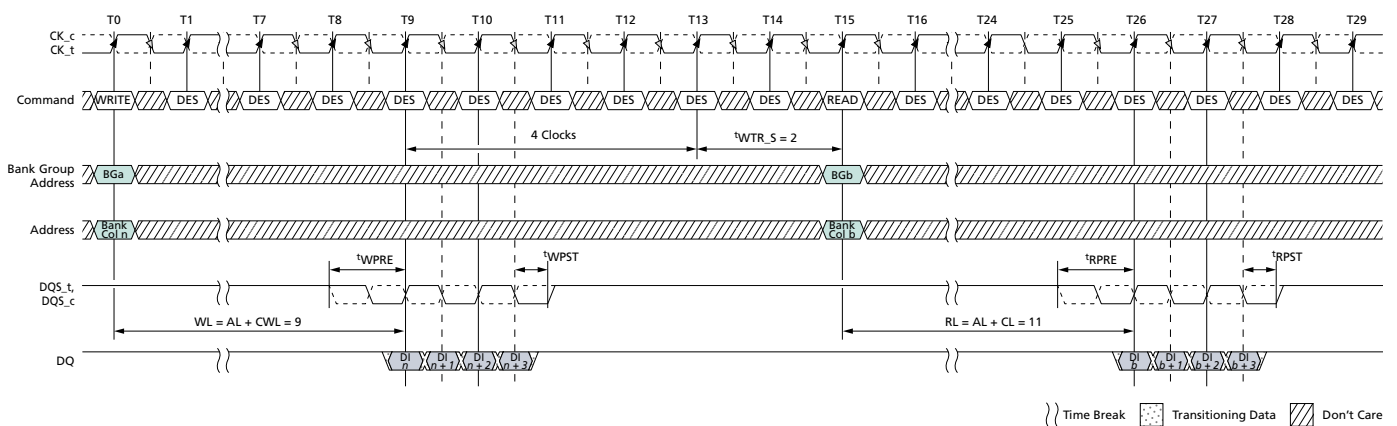 T0 T1 T7 T8 T9 T10 T11 T12 T13 T14 T15 T16 T24 T25 T26 T27 T28 T29
CK_c
CK_t
Command WRITE DES DES DES DES DES DES DES DES DES READ DES DES DES DES DES DES DES
4 Clocks tWTR_S = 2
Bank Group
Address BGa BGb
Address Bank
Col n Bank
Col b
tWPRE tWPST tRPRE tRPST
DQS_t,
DQS_c
WL = AL + CWL = 9 RL = AL + CL = 11
DQ DI
n DI
n + 1 DI
n + 2 DI
n + 3 DI
b DI
b + 1 DI
b + 2 DI
b + 3
Time Break Transitioning Data Don't Care